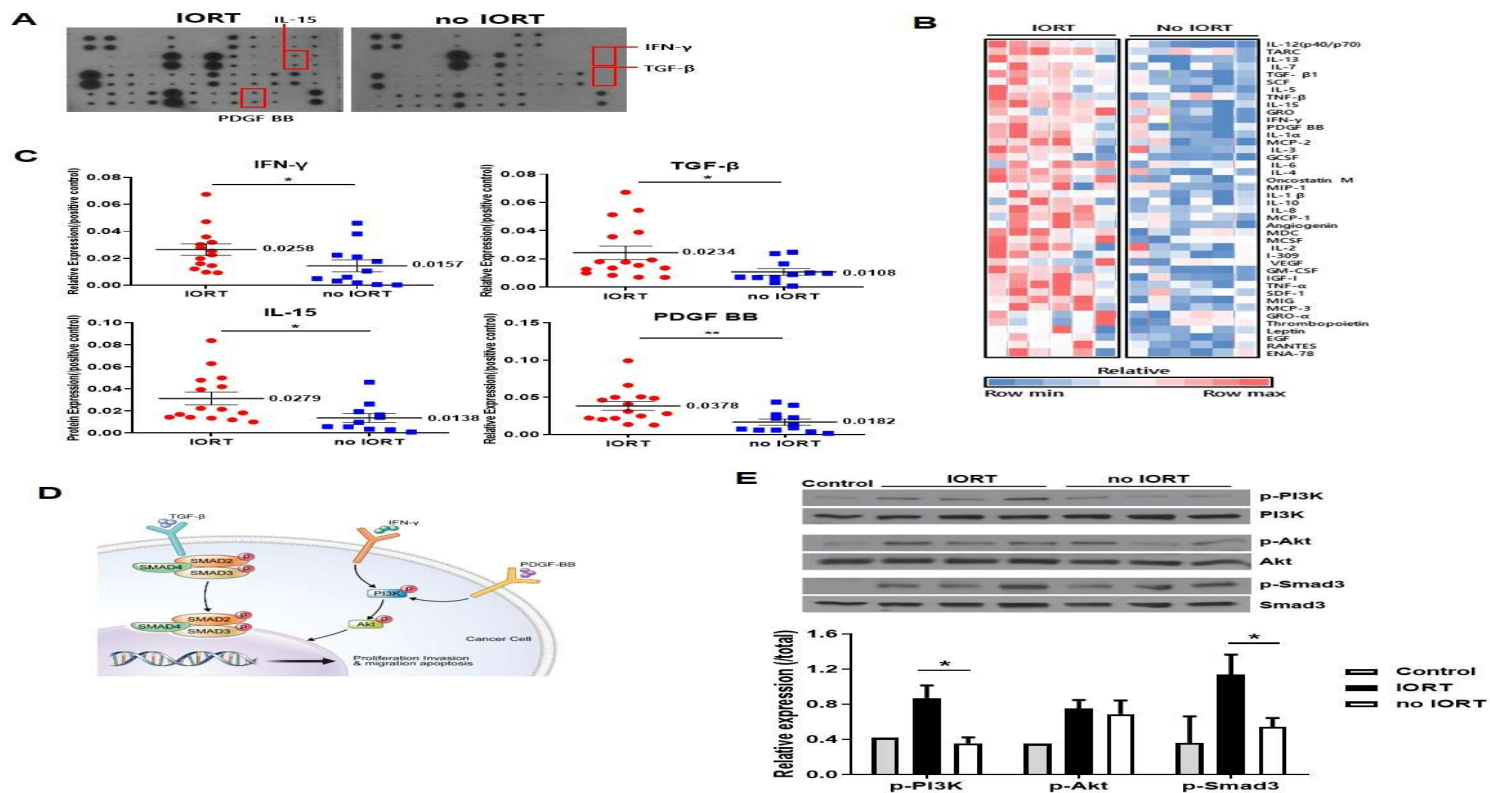 A
IORT
IL-15
no IORT
IFN-γ
TGF-β
PDGF BB
B
IORT
No IORT
IL-12(p40/p70)
TARC
IL-13
IL-7
TGF- β1
SCF
IL-5
TNF-β
IL-15
GRO
IFN-γ
PDGF BB
IL-1α
MCP-2
IL-3
GCSF
IL-6
IL-4
Oncostatin M
MIP-1
IL-1 β
IL-10
IL-8
MCP-1
Angiogenin
MDC
MCSF
IL-2
I-309
VEGF
GM-CSF
IGF-I
TNF-α
SDF-1
MIG
MCP-3
GRO-α
Thrombopoietin
Leptin
EGF
RANTES
ENA-78
Relative
Row min
Row max
C
IFN-γ
Relative Expression(/positive control)
0.08
0.06
0.04
0.02
0.00
*
0.0258
0.0157
IORT
no IORT
TGF-β
Relative Expression(/positive control)
0.08
0.06
0.04
0.02
0.00
*
0.0234
0.0108
IORT
no IORT
IL-15
Protein Expression(/positive control)
0.10
0.08
0.06
0.04
0.02
0.00
*
0.0279
0.0138
IORT
no IORT
PDGF BB
Relative Expression(/positive control)
0.15
0.10
0.05
0.00
**
0.0378
0.0182
IORT
no IORT
D
TGF-β
IFN-γ
PDGF-BB
SMAD2
P
SMAD4
SMAD3
P
PI3K
P
Akt
P
SMAD2
P
SMAD4
SMAD3
P
Cancer Cell
Proliferation Invasion
& migration apoptosis
E
Control
IORT
no IORT
p-PI3K
PI3K
p-Akt
Akt
p-Smad3
Smad3
Relative expression (/total)
1.6
1.2
0.8
0.4
0.0
*
*
p-PI3K
p-Akt
p-Smad3
Control
IORT
no IORT